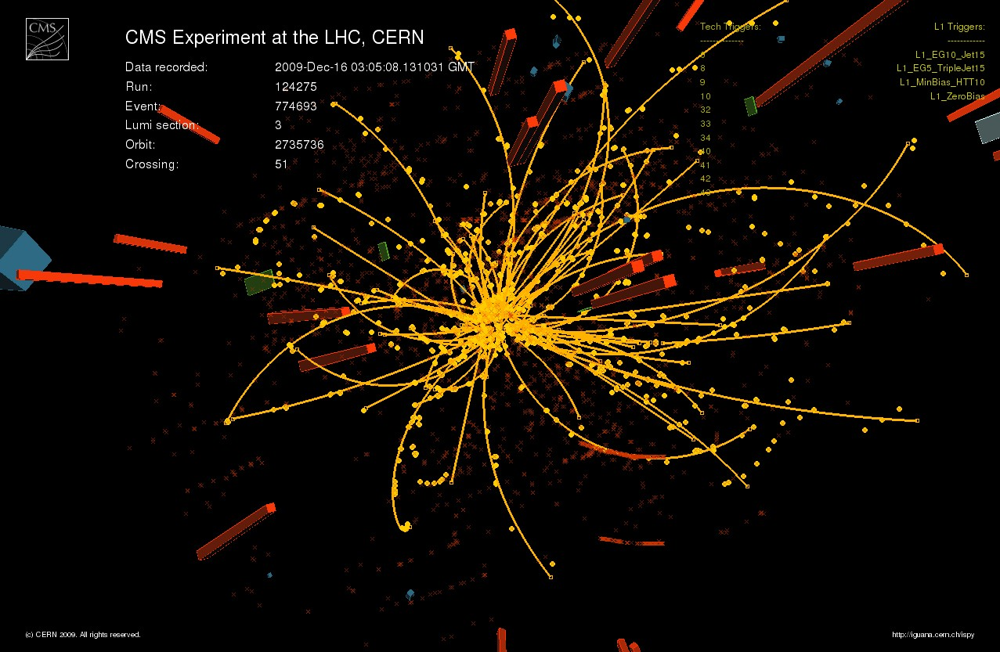 CMS
CMS Experiment at the LHC, CERN
Data recorded: 2009-Dec-16 03:05:08.131031 GMT
Run: 124275
Event: 774693
Lumi section: 3
Orbit: 2735736
Crossing: 51
Tech Triggers:
-------------
8
9
10
32
33
34
40
41
42
43
L1 Triggers:
-----------
L1_EG10_Jet15
L1_EG5_TripleJet15
L1_MinBias_HTT10
L1_ZeroBias
(c) CERN 2009. All rights reserved.
http://iguana.cern.ch/ispy